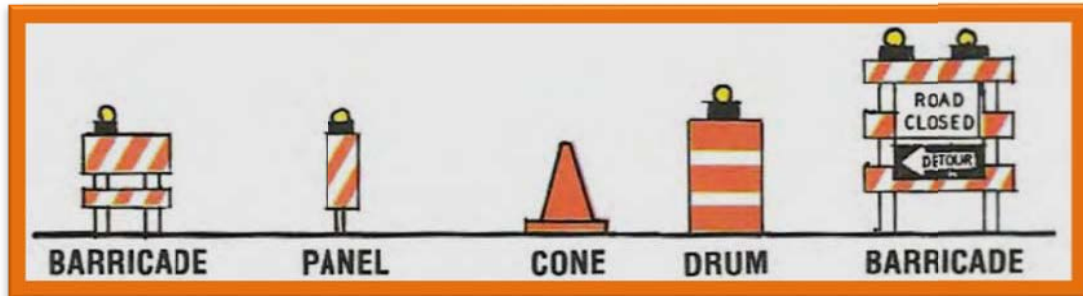 ROAD
CLOSED
DETOUR
BARRICADE PANEL CONE DRUM BARRICADE